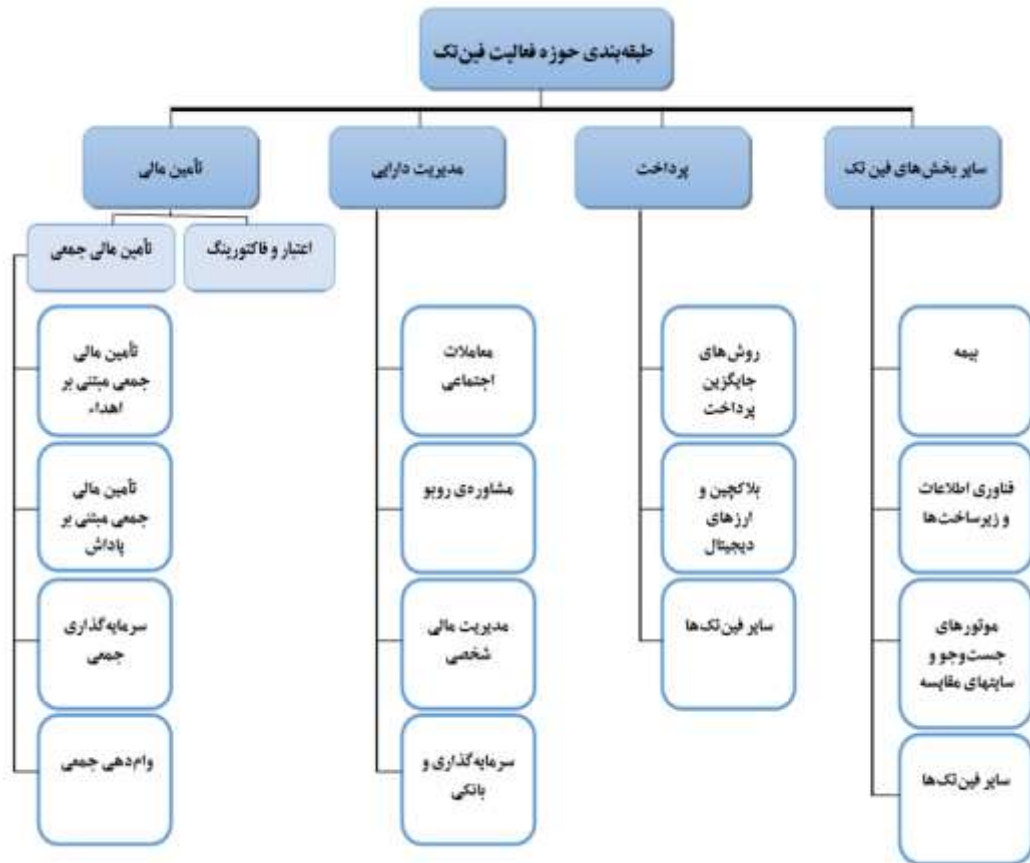 طبقه‌بندی حوزه فعالیت فین‌تک
سایر بخش‌های فین تک
پرداخت
مدیریت دارایی
تأمین مالی
اعتبار و فاکتورینگ
تأمین مالی جمعی
بیمه
فناوری اطلاعات
و زیرساخت‌ها
موتورهای
جست‌وجو و
سایتهای مقایسه
سایر فین‌تک‌ها
روش‌های
جایگزین
پرداخت
بلاکچین و
ارزهای
دیجیتال
سایر فین‌تک‌ها
معاملات
اجتماعی
مشاوره‌ی روبو
مدیریت مالی
شخصی
سرمایه‌گذاری و
بانکی
تأمین مالی
جمعی مبتنی بر
اهداء
تأمین مالی
جمعی مبتنی بر
پاداش
سرمایه‌گذاری
جمعی
وام‌دهی جمعی